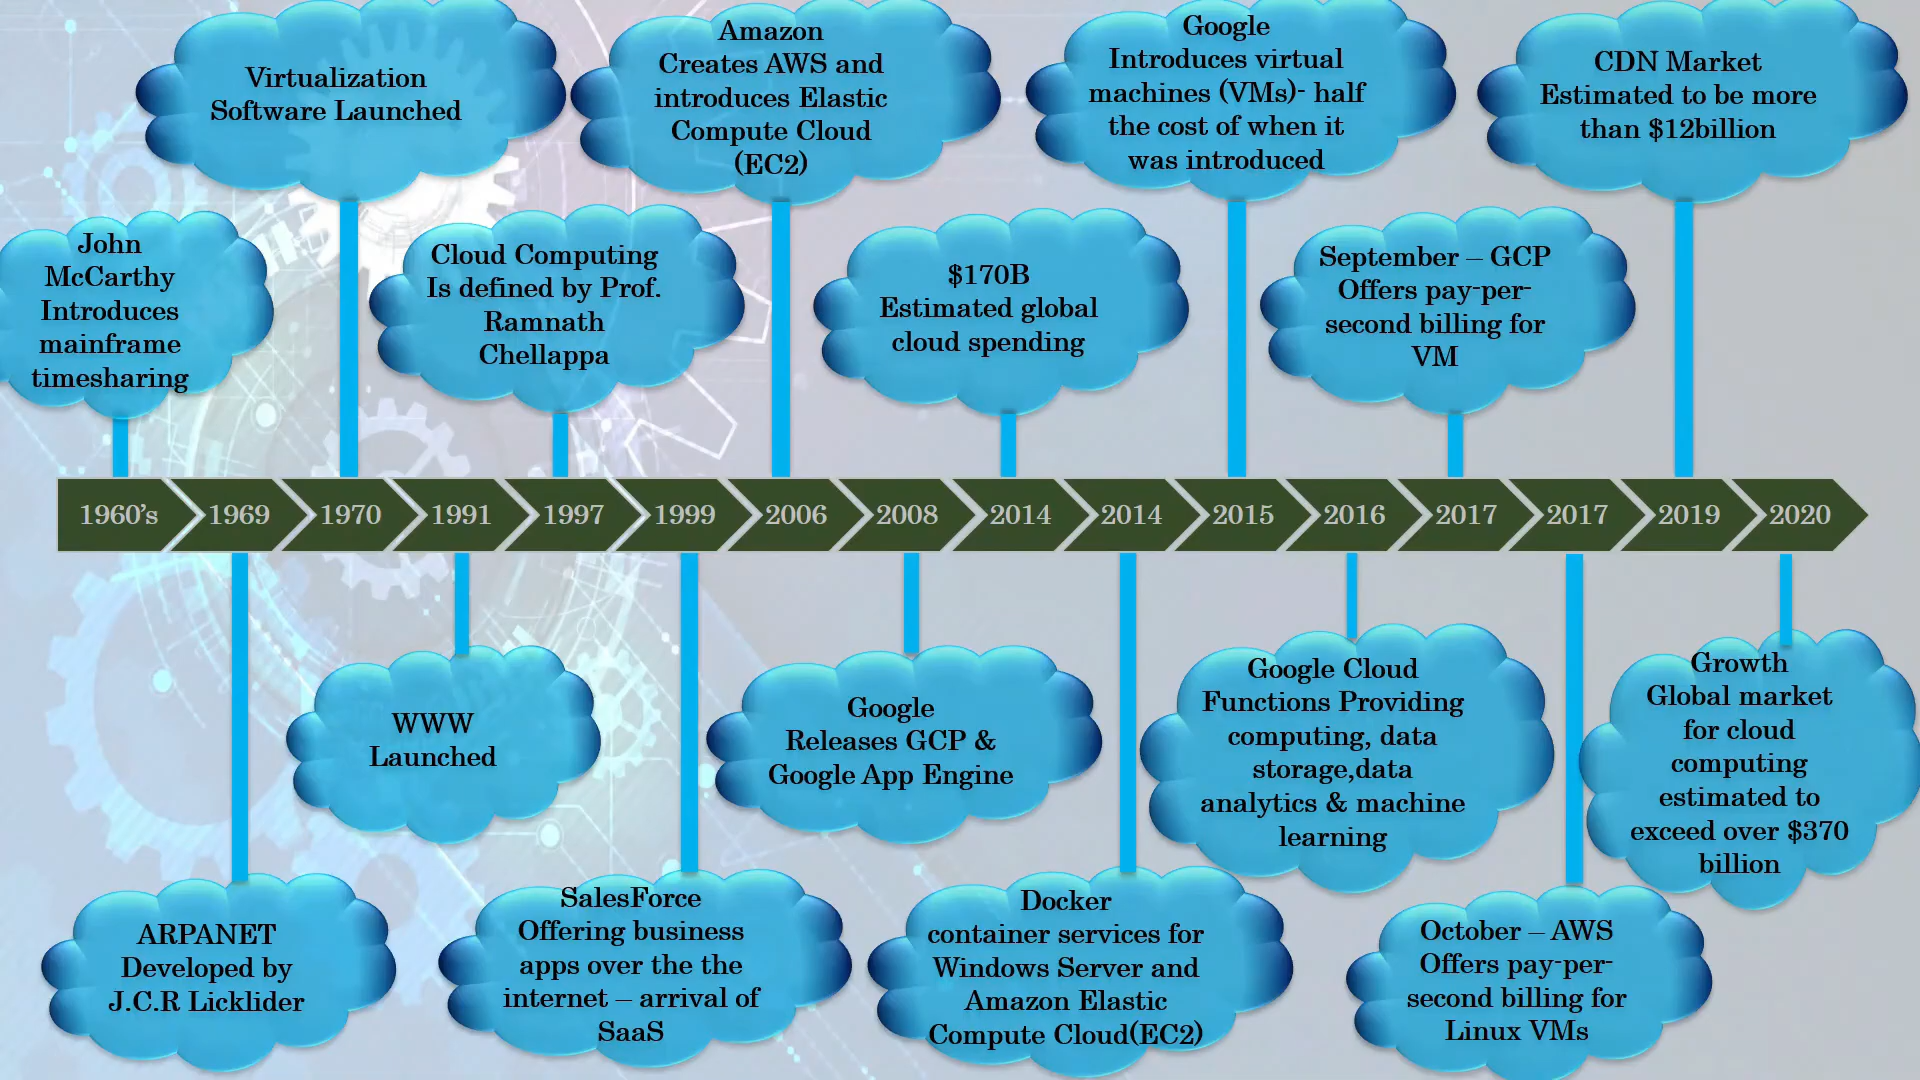 Virtualization
Software Launched
Amazon
Creates AWS and
introduces Elastic
Compute Cloud
(EC2)
Google
Introduces virtual
machines (VMs)- half
the cost of when it
was introduced
CDN Market
Estimated to be more
than $12billion
John
McCarthy
Introduces
mainframe
timesharing
Cloud Computing
Is defined by Prof.
Ramnath
Chellappa
$170B
Estimated global
cloud spending
September – GCP
Offers pay-per-
second billing for
VM
1960's 1969 1970 1991 1997 1999 2006 2008 2014 2014 2015 2016 2017 2017 2019 2020
WWW
Launched
Google
Releases GCP &
Google App Engine
Google Cloud
Functions Providing
computing, data
storage,data
analytics & machine
learning
Growth
Global market
for cloud
computing
estimated to
exceed over $370
billion
ARPANET
Developed by
J.C.R Licklider
SalesForce
Offering business
apps over the the
internet – arrival of
SaaS
Docker
container services for
Windows Server and
Amazon Elastic
Compute Cloud(EC2)
October – AWS
Offers pay-per-
second billing for
Linux VMs